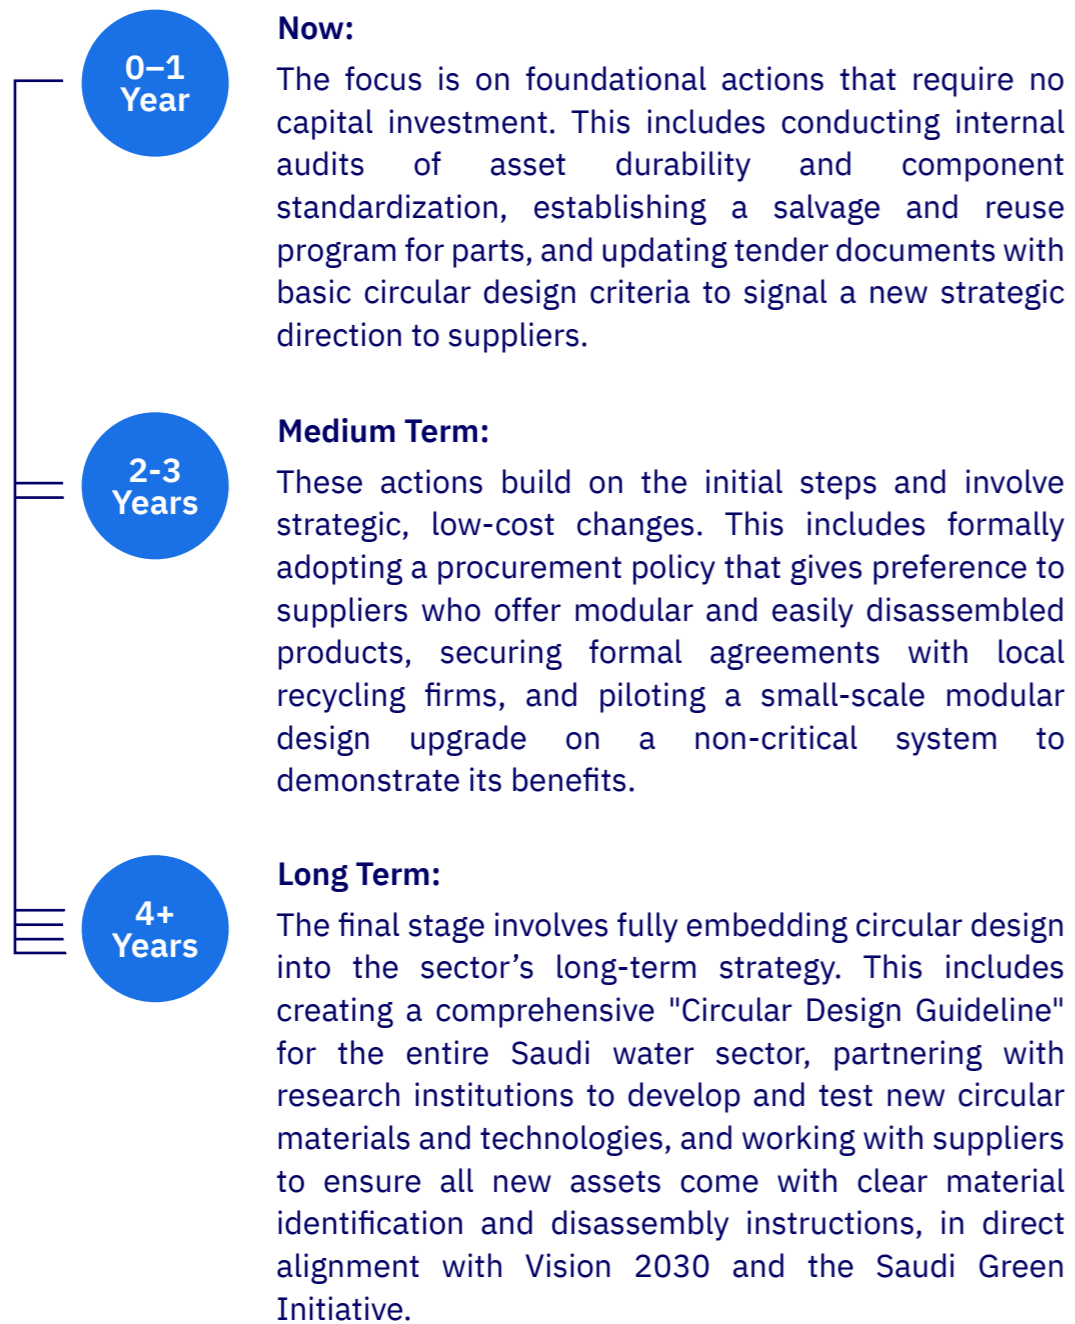 0–1
Year
Now:
The focus is on foundational actions that require no
capital investment. This includes conducting internal
audits of asset durability and component
standardization, establishing a salvage and reuse
program for parts, and updating tender documents with
basic circular design criteria to signal a new strategic
direction to suppliers.
2-3
Years
Medium Term:
These actions build on the initial steps and involve
strategic, low-cost changes. This includes formally
adopting a procurement policy that gives preference to
suppliers who offer modular and easily disassembled
products, securing formal agreements with local
recycling firms, and piloting a small-scale modular
design upgrade on a non-critical system to
demonstrate its benefits.
4+
Years
Long Term:
The final stage involves fully embedding circular design
into the sector’s long-term strategy. This includes
creating a comprehensive "Circular Design Guideline"
for the entire Saudi water sector, partnering with
research institutions to develop and test new circular
materials and technologies, and working with suppliers
to ensure all new assets come with clear material
identification and disassembly instructions, in direct
alignment with Vision 2030 and the Saudi Green
Initiative.